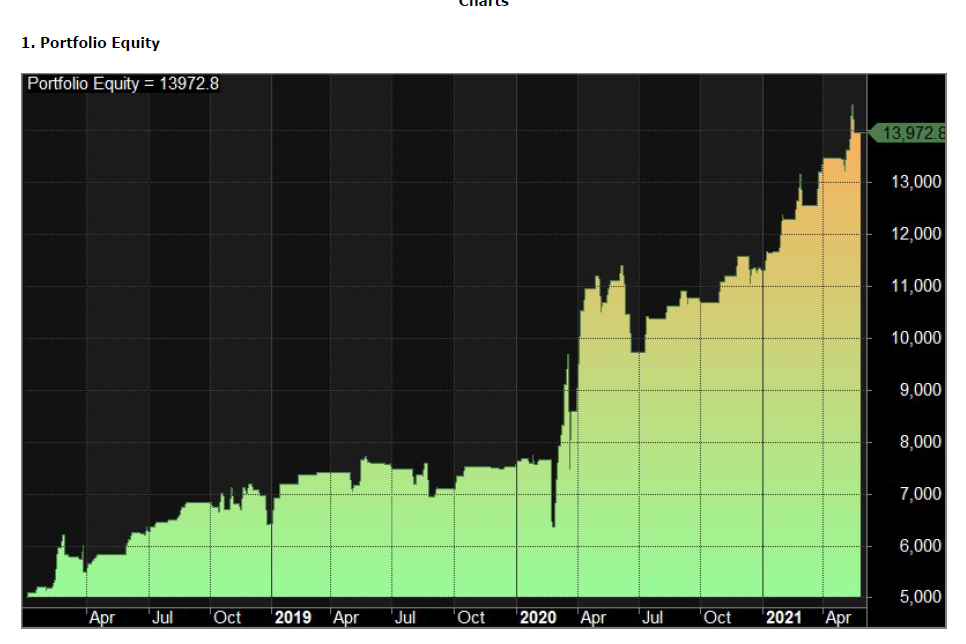 Charts
1. Portfolio Equity
Portfolio Equity = 13972.8
13,972.8
13,000
12,000
11,000
10,000
9,000
8,000
7,000
6,000
5,000
Apr Jul Oct 2019 Apr Jul Oct 2020 Apr Jul Oct 2021 Apr